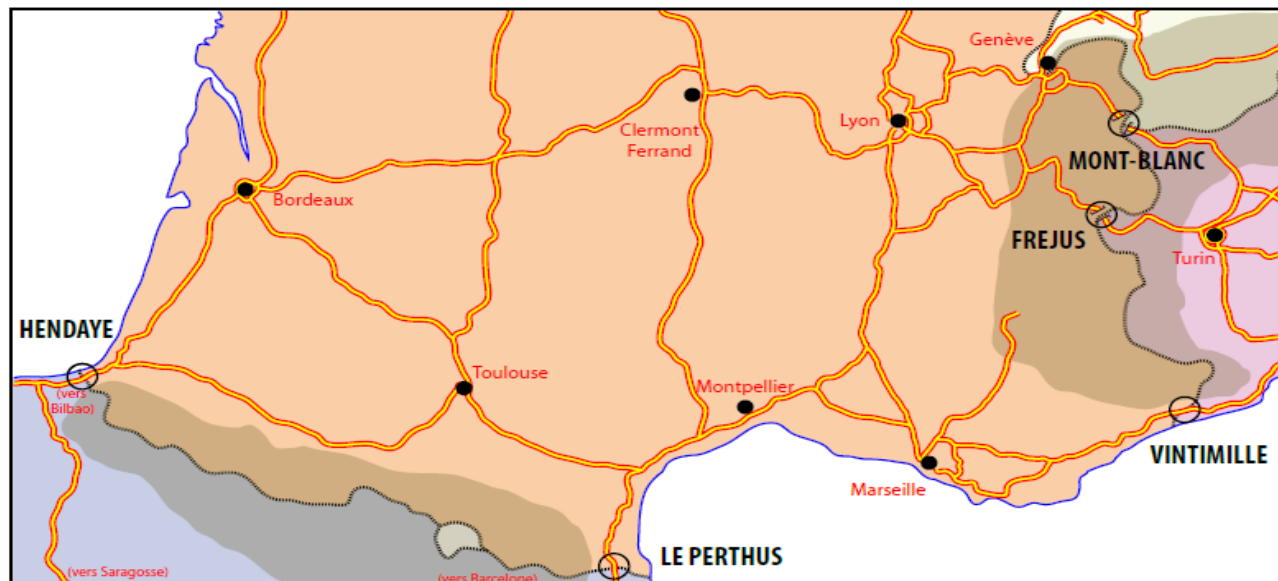 Genève
Clermont
Ferrand
Lyon
MONT-BLANC
Bordeaux
FREJUS
Turin
HENDAYE
Toulouse
Montpellier
(vers
Bilbao)
VINTIMILLE
Marseille
LE PERTHUS
(vers Saragosse)
(vers Barcelone)